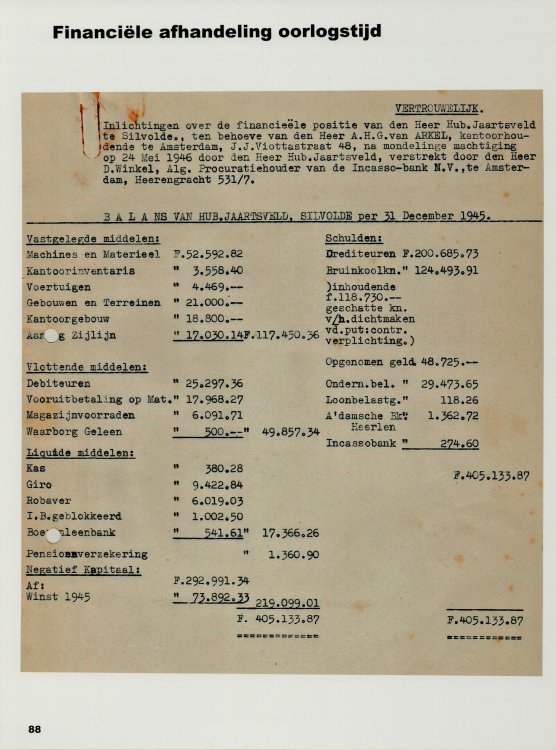 Financiële afhandeling oorlogstijd
VERTROUWELIJK.
Inlichtingen over de financieële positie van den Heer Hub.Jaartsveld
te Silvolde., ten behoeve van den Heer A.H.G.van ARKEL, kantoorhou-
dende te Amsterdam, J.J.Viottastraat 48, na mondelinge machtiging
op 24 Mei 1946 door den Heer Hub.Jaartsveld, verstrekt door den Heer
D.Winkel, Alg. Procuratiehouder van de Incasso-bank N.V.,te Amster-
dam, Heerengracht 531/7.
B A L A N S VAN HUB.JAARTSVELD, SILVOLDE per 31 December 1945.
Vastgelegde middelen:
Machines en Materieel F.52.592.82
Kantoorinventaris " 3.558.40
Voertuigen " 4.469.--
Gebouwen en Terreinen " 21.000.--
Kantoorgebouw " 18.800.--
Zijlijn " 17.030.14F.117.450.36
Vlottende middelen:
Debiteuren " 25.297.36
Vooruitbetaling op Mat." 17.968.27
Magazijnvoorraden " 6.091.71
Waarborg Geleen " 500.--" 49.857.34
Liquide middelen:
Kas " 380.28
Giro " 9.422.84
Robaver " 6.019.03
I.B.geblokkeerd " 1.002.50
" 541.61" 17.366.26
Pensioenverzekering " 1.360.90
Negatief Kapitaal:
F.292.991.34
Af:
Winst 1945 " 73.892.33 219.099.01
F. 405.133.87
===============
Schulden:
Crediteuren F.200.685.73
Bruinkoolkn." 124.493.91
)inhoudende
f.118.730.--
geschatte kn.
v/h.dichtmaken
vd.put:contr.
verplichting.)
Opgenomen geld. 48.725.--
Ondern.bel. " 29.473.65
Loonbelastg." 118.26
A'damsche Bk" 1.362.72
Heerlen
Incassobank " 274.60
F.405.133.87
F.405.133.87
=============
88